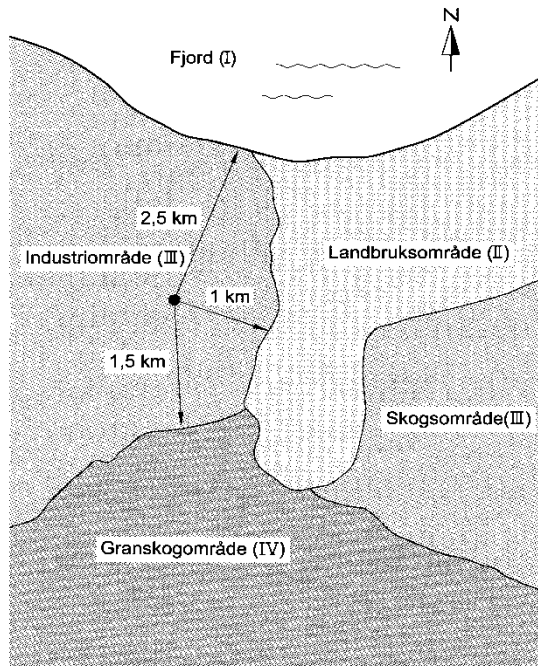 N
Fjord (I)
2,5 km
Industriområde (III)
Landbruksområde (II)
1 km
1,5 km
Skogsområde(III)
Granskogområde (IV)